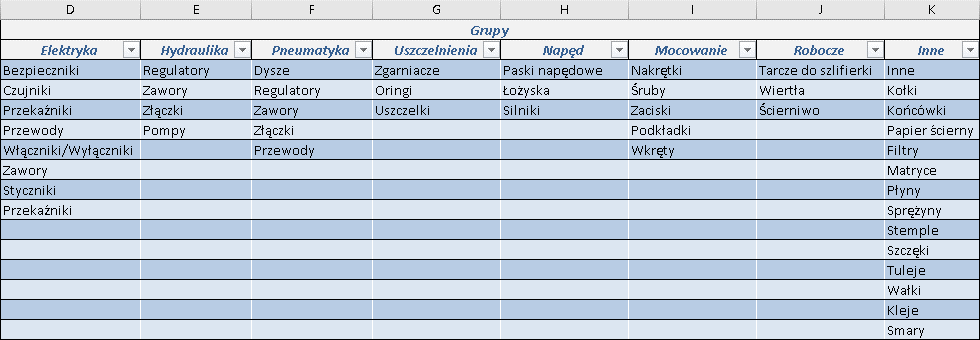 D E F G H I J K
Grupy
Elektryka Hydraulika Pneumatyka Uszczelnienia Napęd Mocowanie Robocze Inne
Bezpieczniki Regulatory Dysze Zgarniacze Paski napędowe Nakrętki Tarcze do szlifierki Inne
Czujniki Zawory Regulatory Oringi Łożyska Śruby Wiertła Kołki
Przekaźniki Złączki Zawory Uszczelki Silniki Zaciski Ścierniwo Końcówki
Przewody Pompy Złączki Podkładki Papier ścierny
Włączniki/Wyłączniki Przewody Wkręty Filtry
Zawory Matryce
Styczniki Płyny
Przekaźniki Sprężyny
Stemple
Szczęki
Tuleje
Wałki
Kleje
Smary